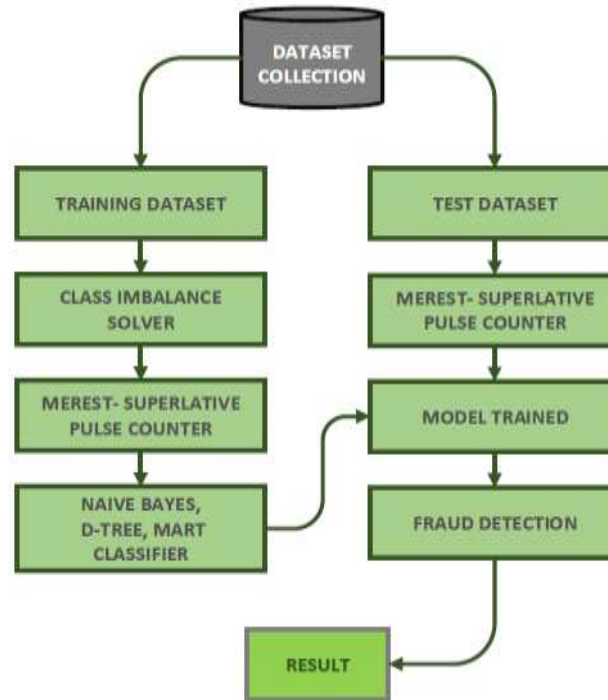 DATASET
COLLECTION
TRAINING DATASET
CLASS IMBALANCE
SOLVER
MEREST- SUPERLATIVE
PULSE COUNTER
NAIVE BAYES,
D-TREE, MART
CLASSIFIER
TEST DATASET
MEREST- SUPERLATIVE
PULSE COUNTER
MODEL TRAINED
FRAUD DETECTION
RESULT